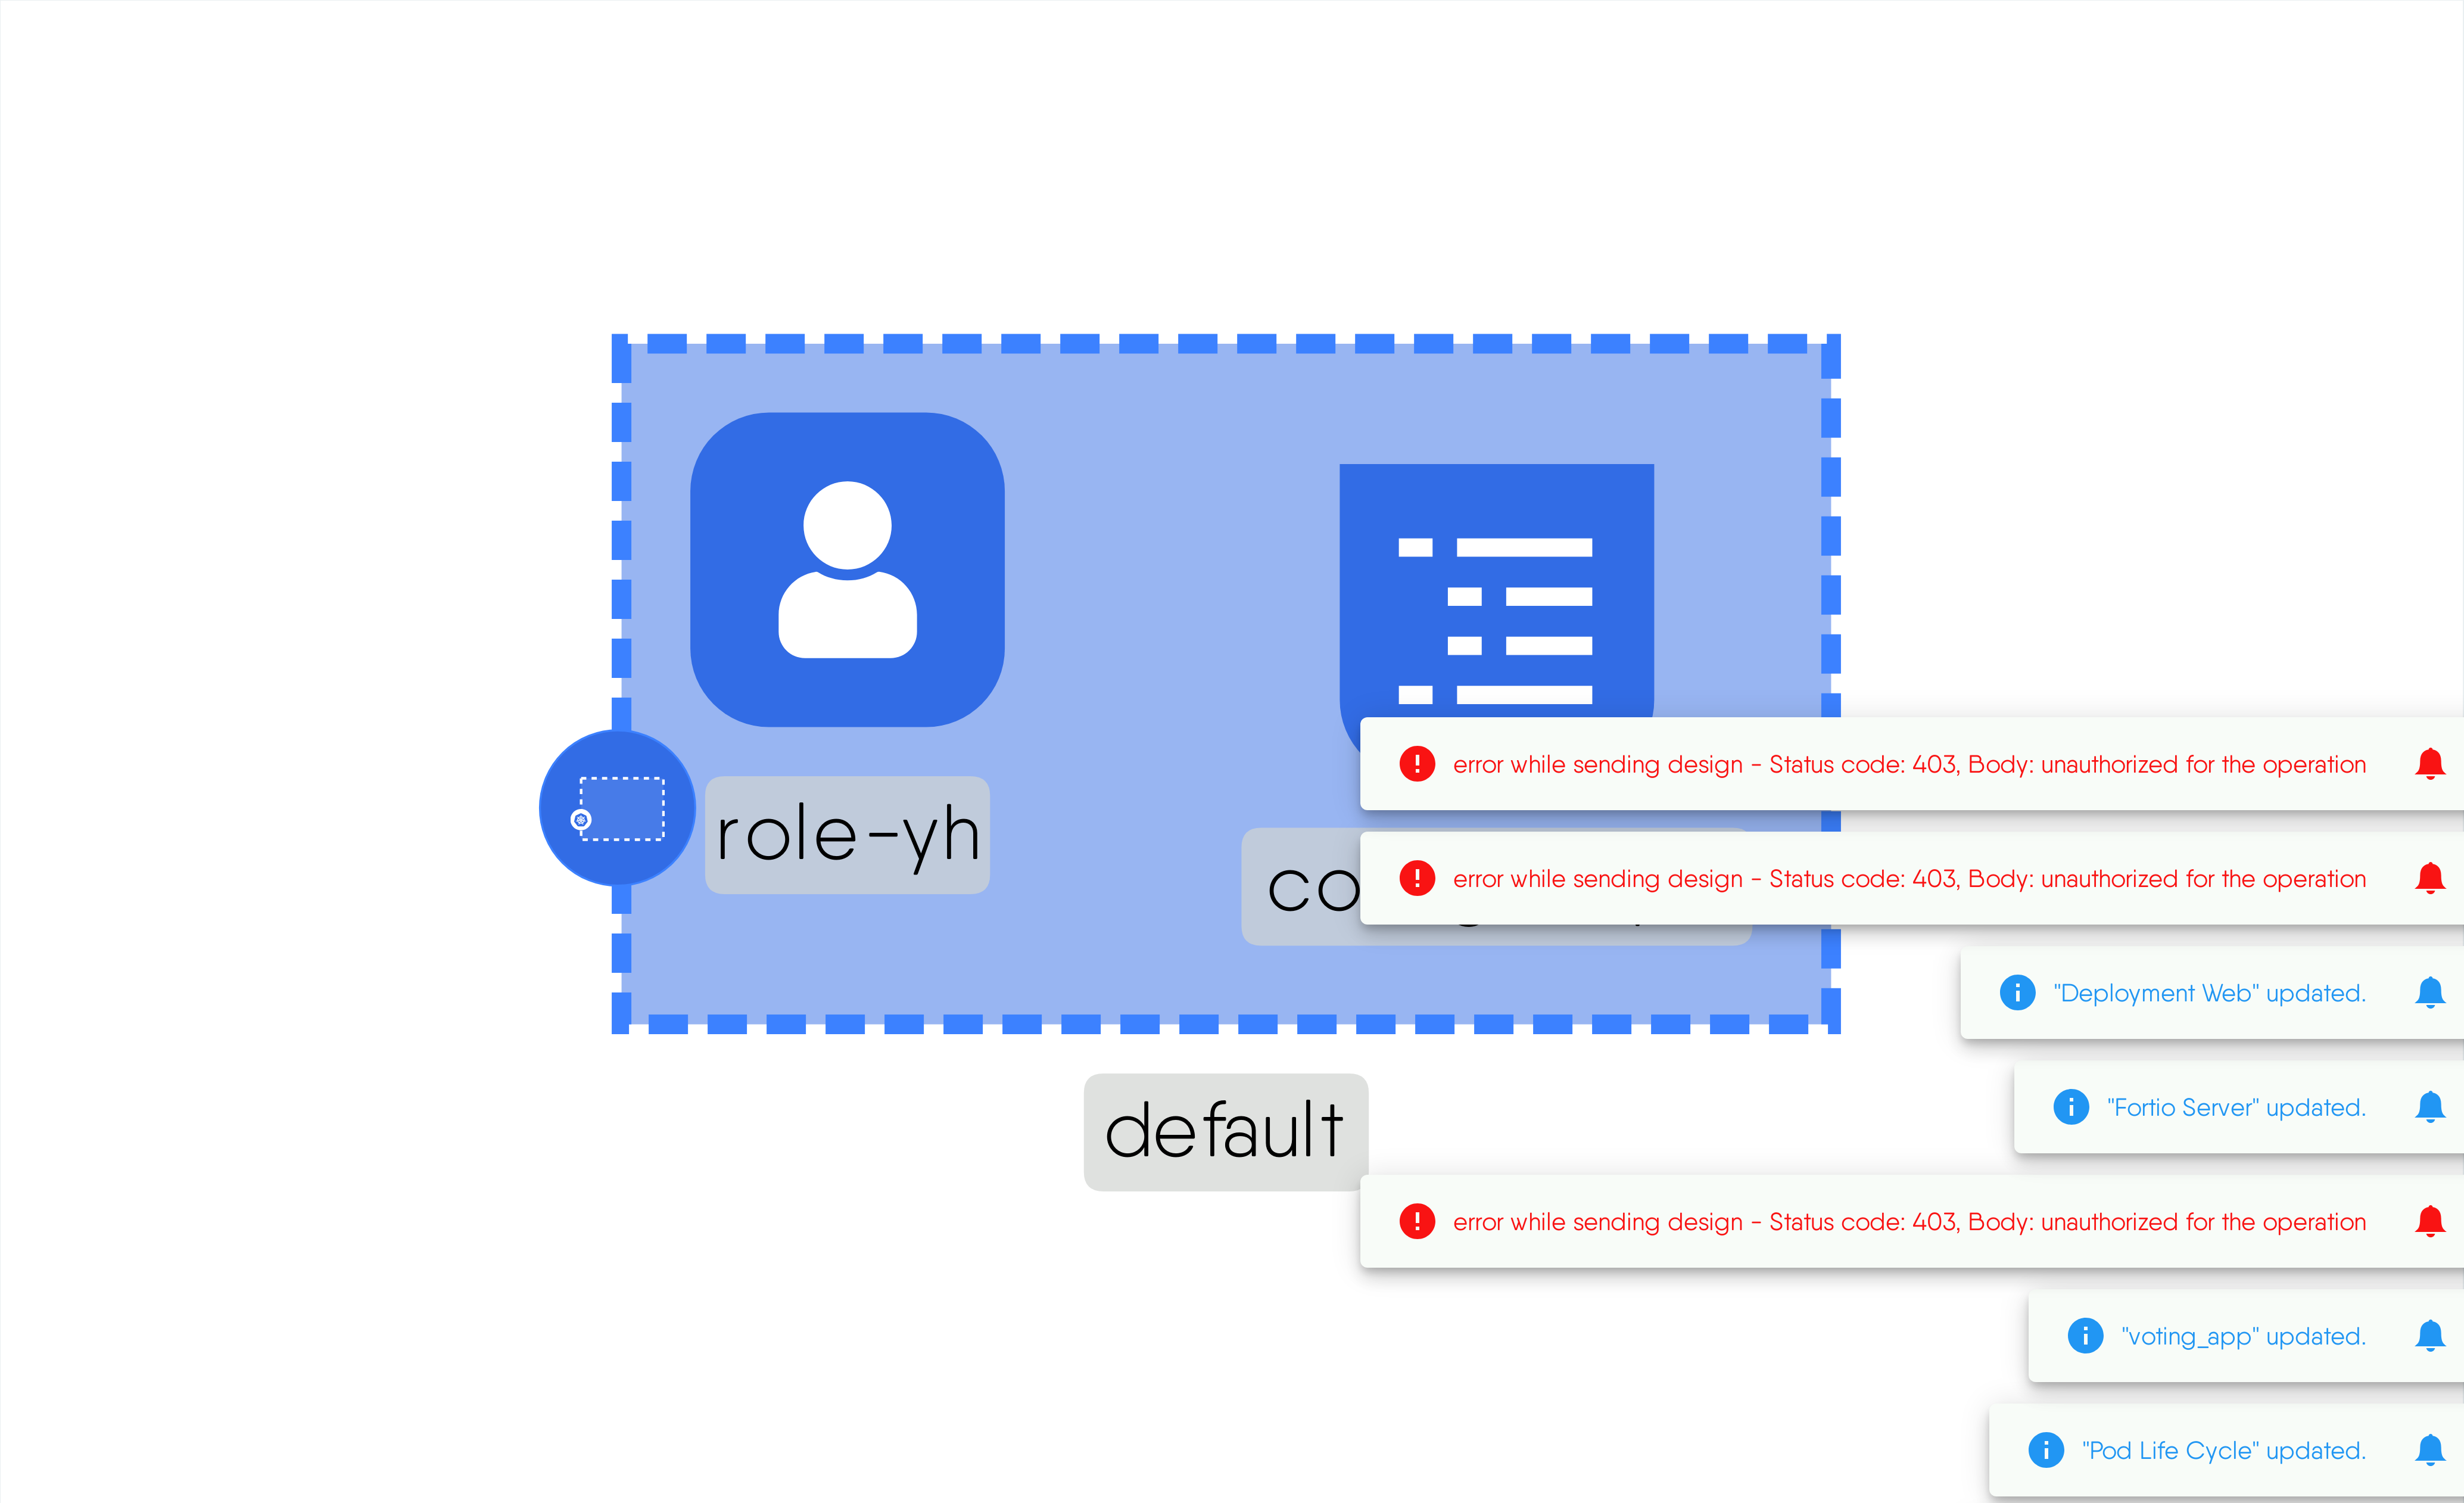 role-yh
error while sending design - Status code: 403, Body: unauthorized for the operation
error while sending design - Status code: 403, Body: unauthorized for the operation
"Deployment Web" updated.
default
"Fortio Server" updated.
error while sending design - Status code: 403, Body: unauthorized for the operation
"voting_app" updated.
"Pod Life Cycle" updated.